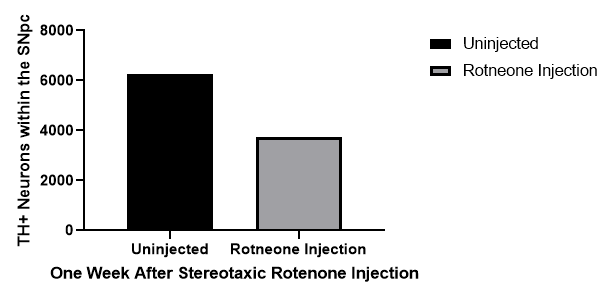 TH+ Neurons within the SNpc
8000
6000
4000
2000
0
Uninjected
Rotneone Injection
One Week After Stereotaxic Rotenone Injection
Uninjected
Rotneone Injection